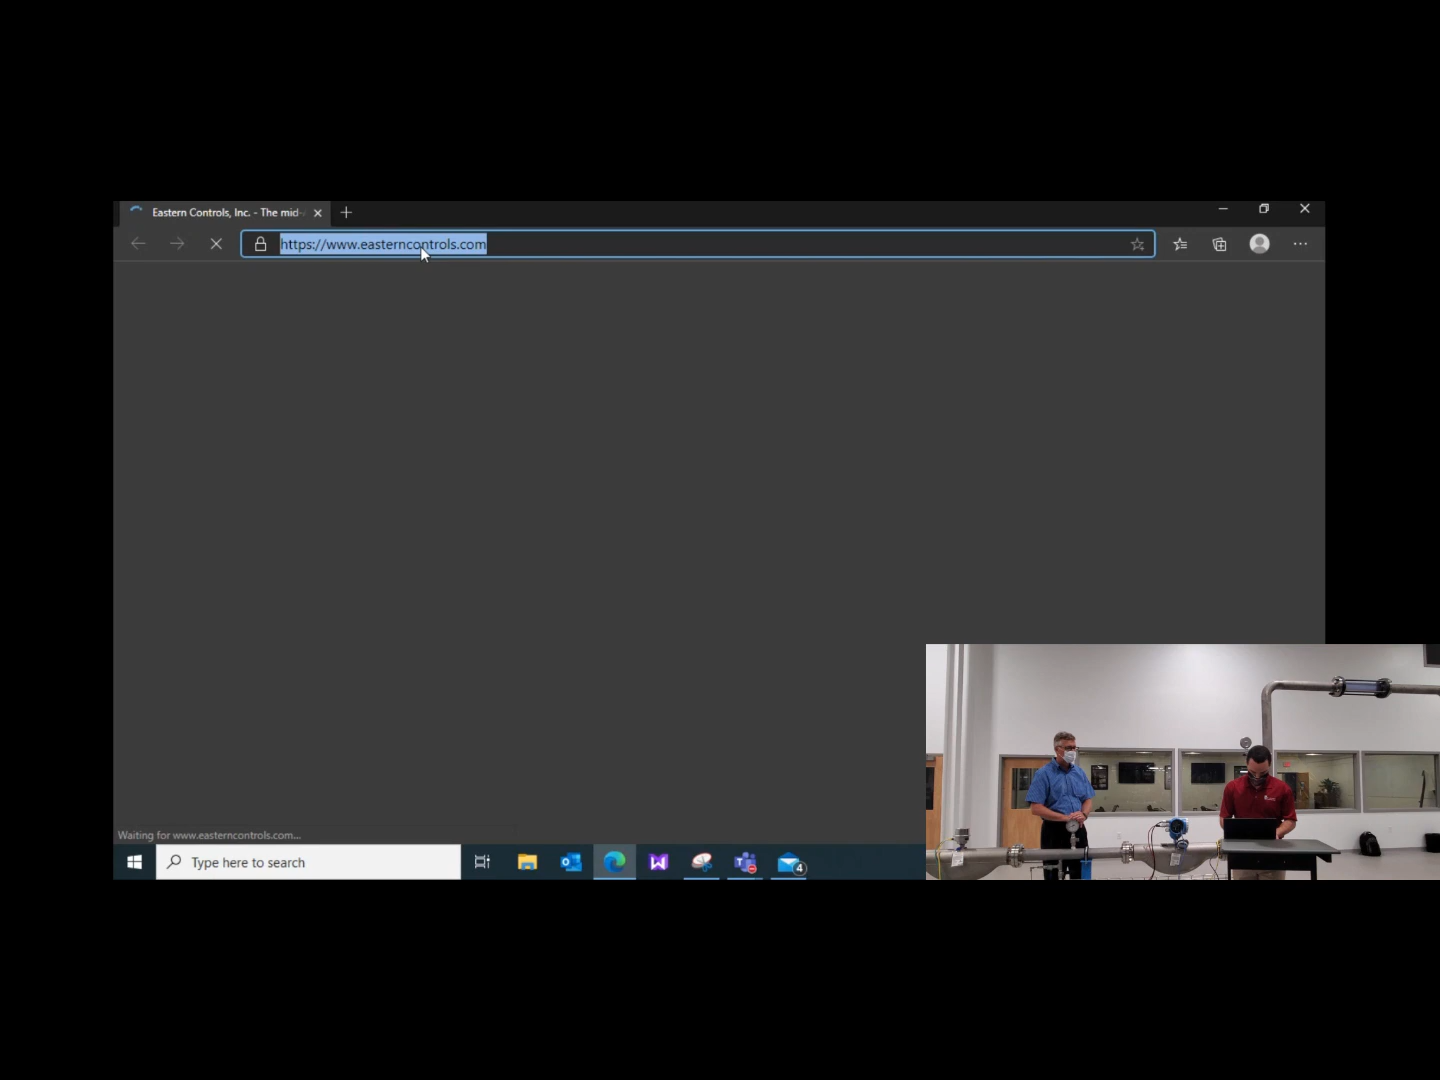 Eastern Controls, Inc. - The mid-
https://www.easterncontrols.com
Waiting for www.easterncontrols.com...
Type here to search
4